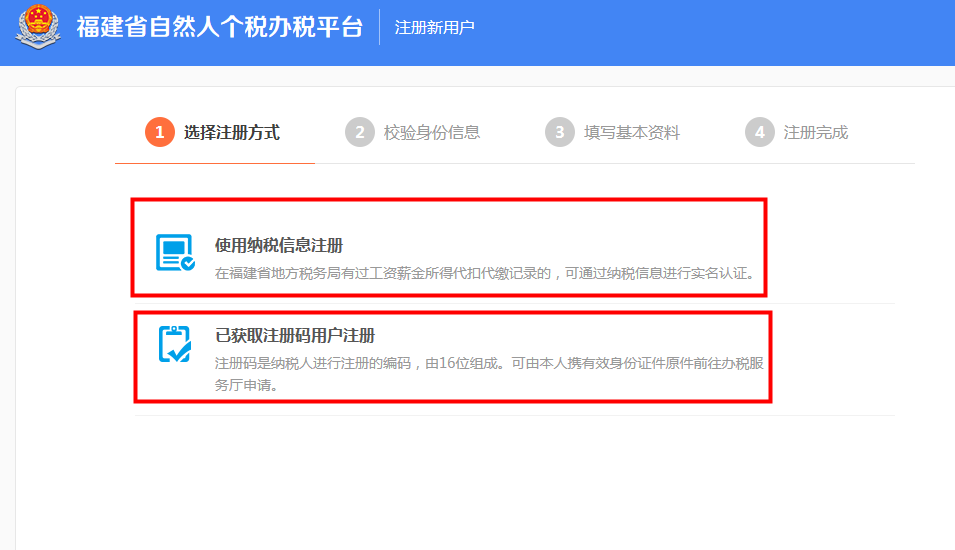 福建省自然人个税办税平台 注册新用户
1 选择注册方式 2 校验身份信息 3 填写基本资料 4 注册完成
使用纳税信息注册
在福建省地方税务局有过工资薪金所得代扣代缴记录的，可通过纳税信息进行实名认证。
已获取注册码用户注册
注册码是纳税人进行注册的编码，由16位组成。可由本人携有效身份证件原件前往办税服
务厅申请。